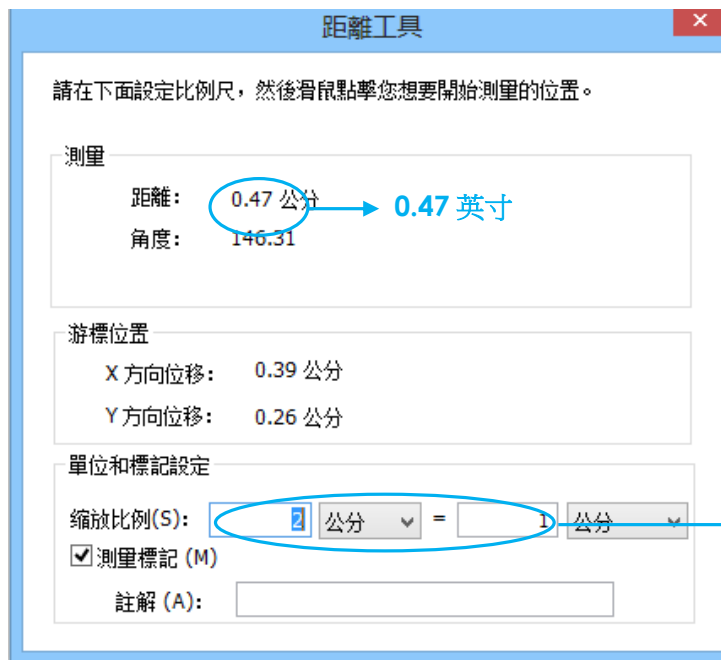 距離工具
請在下面設定比例尺，然後滑鼠點擊您想要開始測量的位置。
測量
距離： 0.47 公分 0.47 英寸
角度： 146.31
游標位置
X 方向位移： 0.39 公分
Y 方向位移： 0.26 公分
單位和標記設定
缩放比例(S)： 2 公分 = 1 公分
測量標記 (M)
註解 (A)：